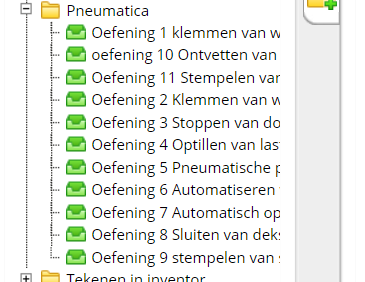 Pneumatica
Oefening 1 klemmen van w
oefening 10 Ontvetten van
Oefening 11 Stempelen van
Oefening 2 Klemmen van w
Oefening 3 Stoppen van do
Oefening 4 Optillen van las
Oefening 5 Pneumatische p
Oefening 6 Automatiseren
Oefening 7 Automatisch op
Oefening 8 Sluiten van deks
Oefening 9 stempelen van s
Tekenen in inventor